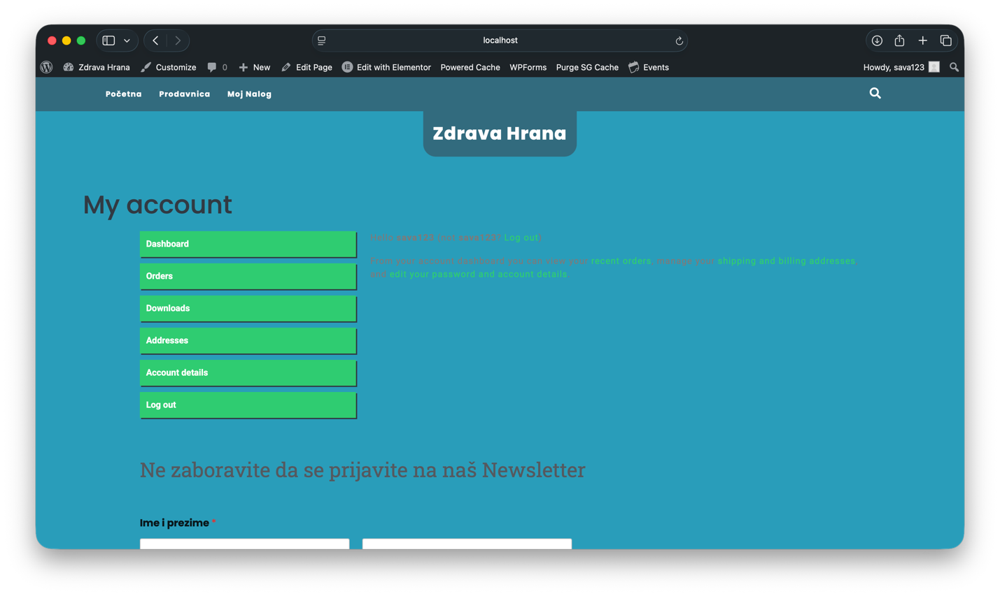 localhost
Zdrava Hrana Customize 0 New Edit Page Edit with Elementor Powered Cache WPForms Purge SG Cache Events Howdy, sava123
Početna Prodavnica Moj Nalog
Zdrava Hrana
My account
Dashboard
Orders
Downloads
Addresses
Account details
Log out
Hello sava123 (not sava123? Log out)
From your account dashboard you can view your recent orders, manage your shipping and billing addresses,
and edit your password and account details.
Ne zaboravite da se prijavite na naš Newsletter
Ime i prezime *